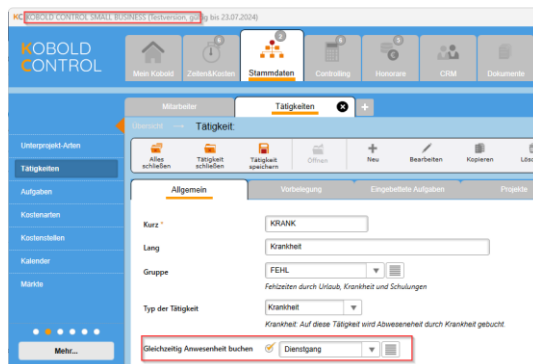 KC KOBOLD CONTROL SMALL BUSINESS (Testversion, gültig bis 23.07.2024)
KOBOLD
CONTROL
Mein Kobold
Zeiten&Kosten
Stammdaten
Controlling
Honorare
CRM
Dokumente
Mitarbeiter
Tätigkeiten
Übersicht → Tätigkeit:
Unterprojekt-Arten
Tätigkeiten
Aufgaben
Kostenarten
Kostenstellen
Kalender
Märkte
Mehr...
Alles schließen
Tätigkeit schließen
Tätigkeit speichern
Öffnen
Neu
Bearbeiten
Kopieren
Lösc
Allgemein
Vorbelegung
Eingebettete Aufgaben
Projekte
Kurz * KRANK
Lang Krankheit
Gruppe FEHL
Fehlzeiten durch Urlaub, Krankheit und Schulungen
Typ der Tätigkeit Krankheit
Krankheit: Auf diese Tätigkeit wird Abwesenheit durch Krankheit gebucht.
Gleichzeitig Anwesenheit buchen Dienstgang